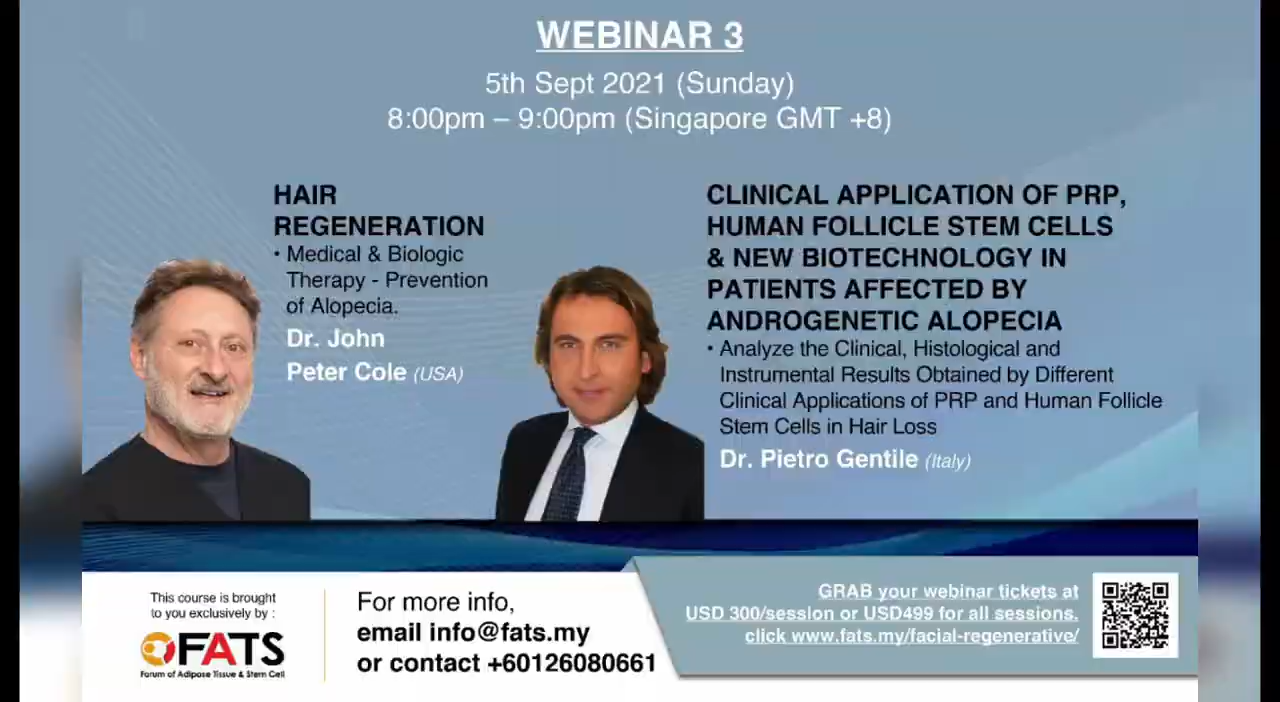 WEBINAR 3
5th Sept 2021 (Sunday)
8:00pm – 9:00pm (Singapore GMT +8)
HAIR
REGENERATION
• Medical & Biologic
Therapy - Prevention
of Alopecia.
Dr. John
Peter Cole (USA)
CLINICAL APPLICATION OF PRP,
HUMAN FOLLICLE STEM CELLS
& NEW BIOTECHNOLOGY IN
PATIENTS AFFECTED BY
ANDROGENETIC ALOPECIA
• Analyze the Clinical, Histological and
Instrumental Results Obtained by Different
Clinical Applications of PRP and Human Follicle
Stem Cells in Hair Loss
Dr. Pietro Gentile (Italy)
This course is brought
to you exclusively by :
FATS
Forum of Adipose Tissue & Stem Cell
For more info,
email info@fats.my
or contact +60126080661
GRAB your webinar tickets at
USD 300/session or USD499 for all sessions.
click www.fats.my/facial-regenerative/